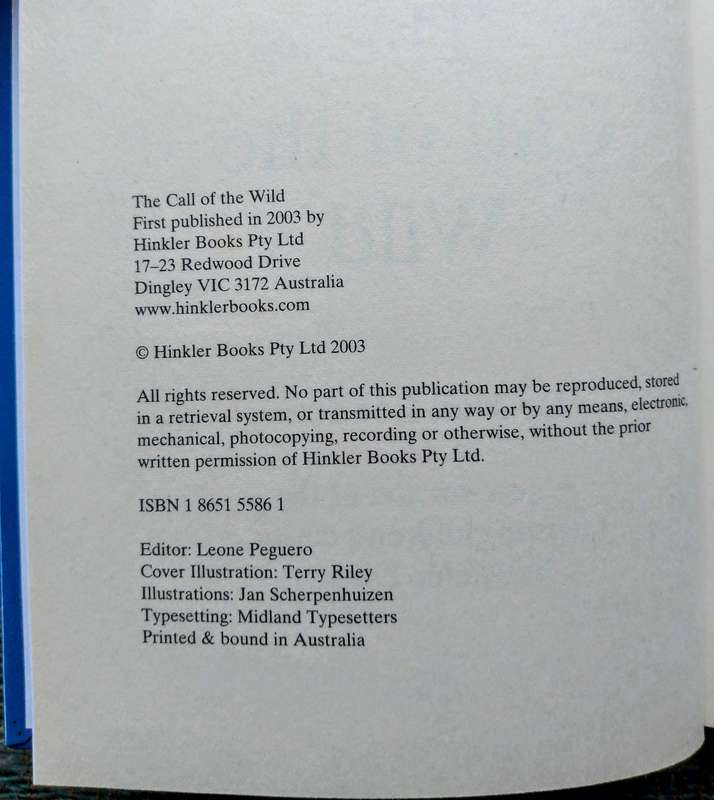 The Call of the Wild
First published in 2003 by
Hinkler Books Pty Ltd
17–23 Redwood Drive
Dingley VIC 3172 Australia
www.hinklerbooks.com
© Hinkler Books Pty Ltd 2003
All rights reserved. No part of this publication may be reproduced, stored
in a retrieval system, or transmitted in any way or by any means, electronic,
mechanical, photocopying, recording or otherwise, without the prior
written permission of Hinkler Books Pty Ltd.
ISBN 1 8651 5586 1
Editor: Leone Peguero
Cover Illustration: Terry Riley
Illustrations: Jan Scherpenhuizen
Typesetting: Midland Typesetters
Printed & bound in Australia